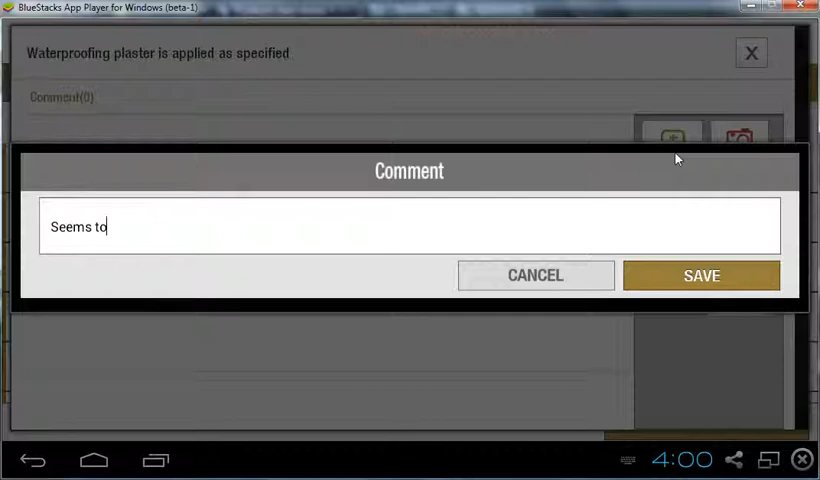 BlueStacks App Player for Windows (beta-1)
Waterproofing plaster is applied as specified
X
Comment(0)
Comment
Seems to
CANCEL
SAVE
4:00